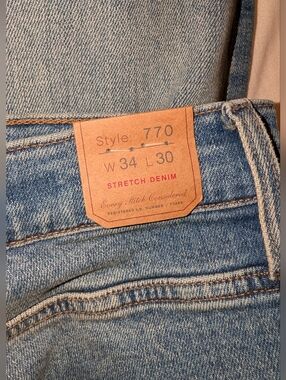 Style: 770
W 34 L 30
STRETCH DENIM
Every Stitch Considered